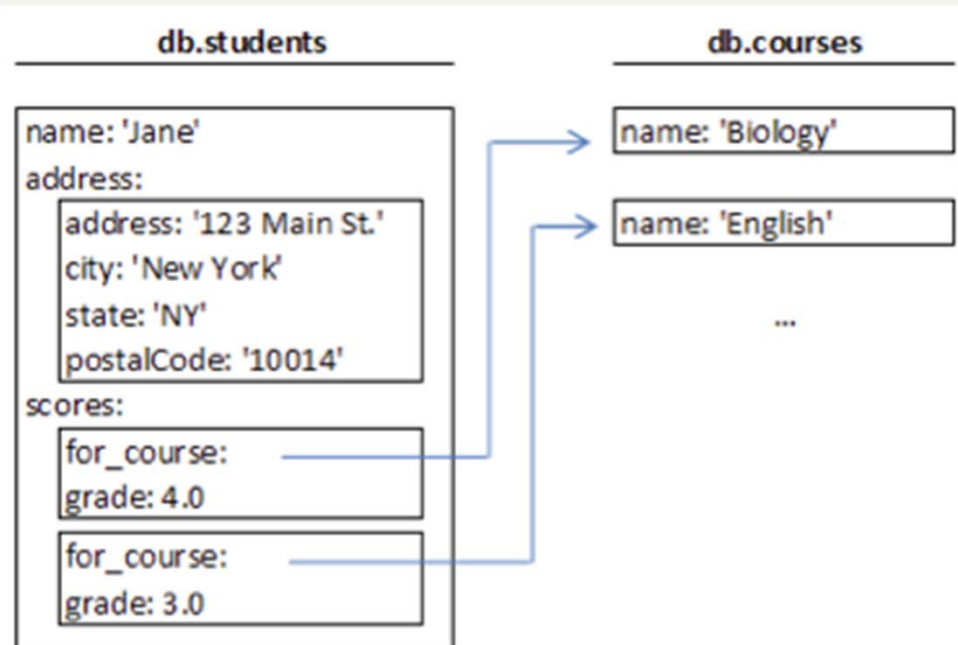 db.students
name: 'Jane'
address:
address: '123 Main St.'
city: 'New York'
state: 'NY'
postalCode: '10014'
scores:
for_course:
grade: 4.0
for_course:
grade: 3.0
db.courses
name: 'Biology'
name: 'English'
...